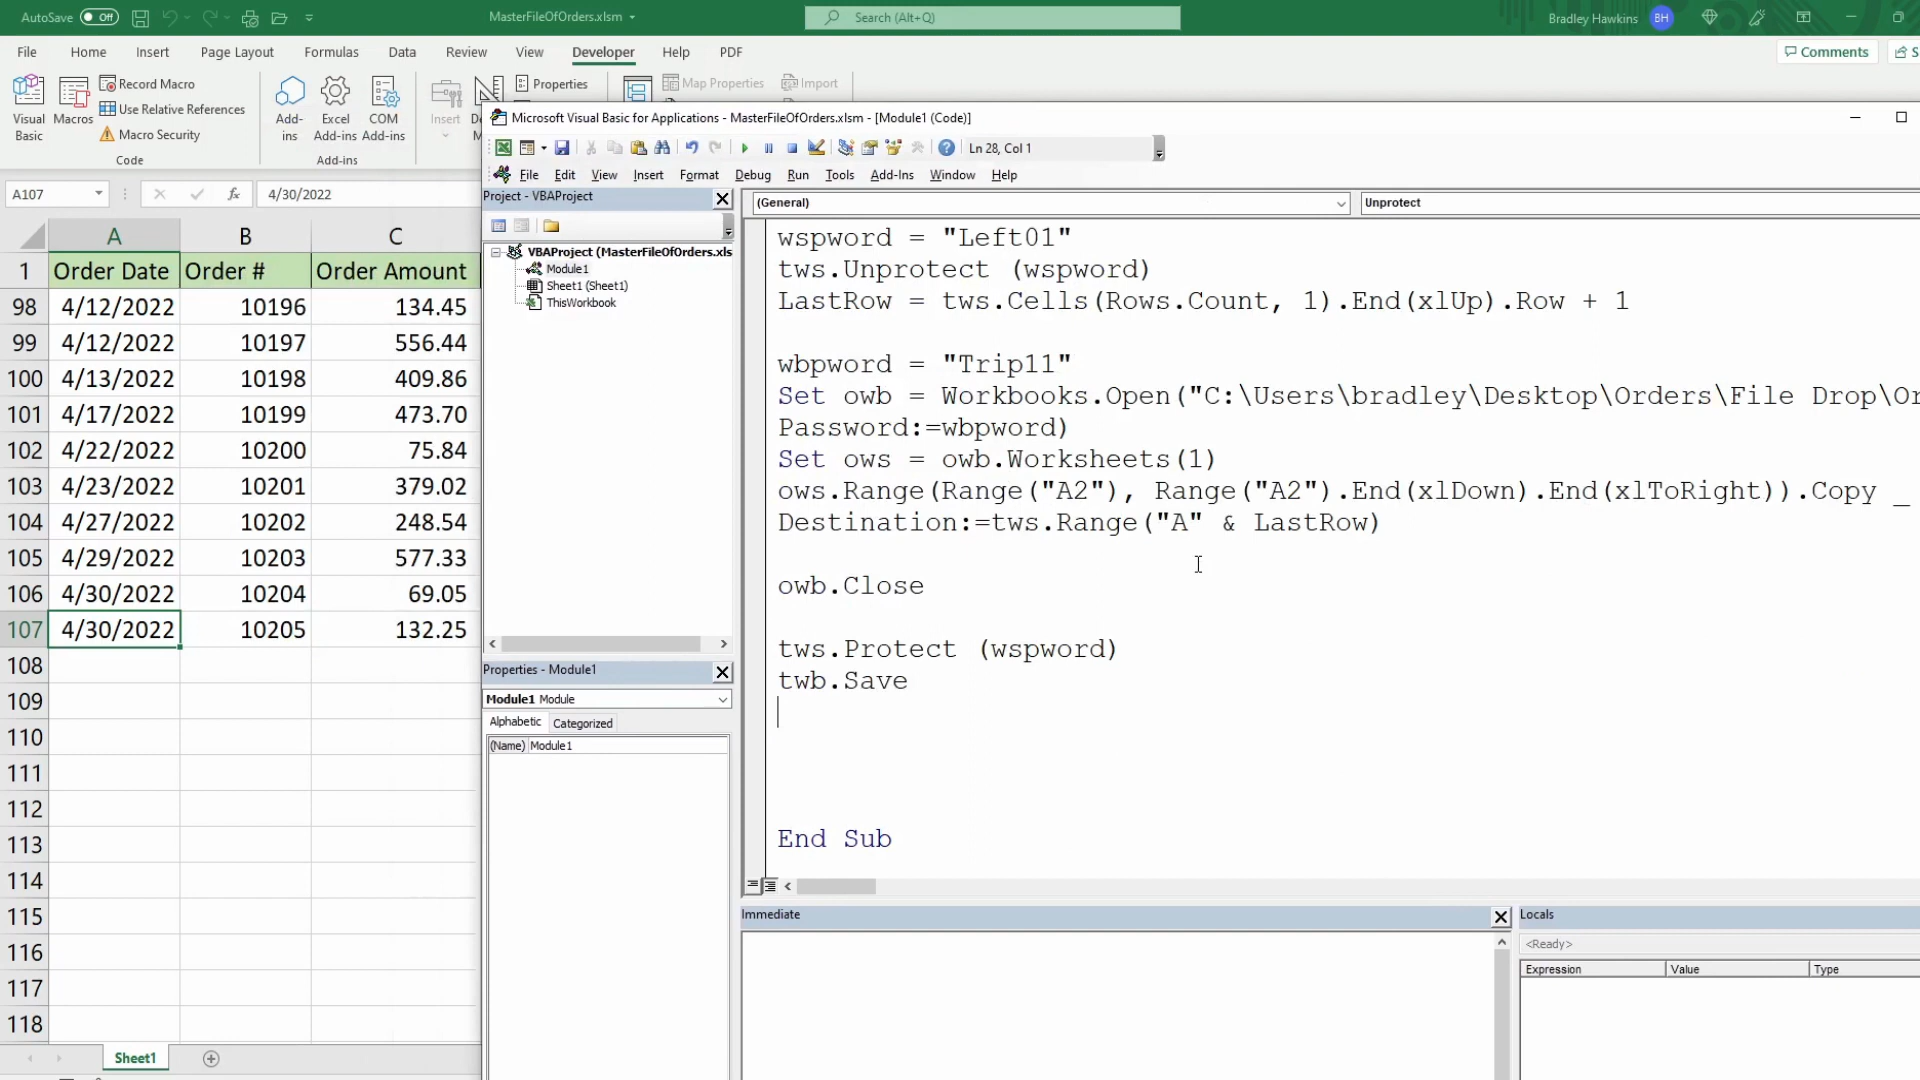 AutoSave Off MasterFileOfOrders.xlsm Search (Alt+Q) Bradley Hawkins BH
File Home Insert Page Layout Formulas Data Review View Developer Help PDF Comments
Visual Basic
Macros
Record Macro
Use Relative References
Macro Security
Code
Add-ins
Excel Add-ins
COM Add-ins
Add-ins
Insert
Properties
Map Properties
Import
A107 fx 4/30/2022
A B C
1 Order Date Order # Order Amount
98 4/12/2022 10196 134.45
99 4/12/2022 10197 556.44
100 4/13/2022 10198 409.86
101 4/17/2022 10199 473.70
102 4/22/2022 10200 75.84
103 4/23/2022 10201 379.02
104 4/27/2022 10202 248.54
105 4/29/2022 10203 577.33
106 4/30/2022 10204 69.05
107 4/30/2022 10205 132.25
108
109
110
111
112
113
114
115
116
117
118
Sheet1
Microsoft Visual Basic for Applications - MasterFileOfOrders.xlsm - [Module1 (Code)]
Ln 28, Col 1
File Edit View Insert Format Debug Run Tools Add-Ins Window Help
Project - VBAProject
VBAProject (MasterFileOfOrders.xls
Module1
Sheet1 (Sheet1)
ThisWorkbook
Properties - Module1
Module1 Module
Alphabetic Categorized
(Name) Module1
(General) Unprotect
wspword = "Left01"
tws.Unprotect (wspword)
LastRow = tws.Cells(Rows.Count, 1).End(xlUp).Row + 1
wbpword = "Trip11"
Set owb = Workbooks.Open("C:\Users\bradley\Desktop\Orders\File Drop\Or
Password:=wbpword)
Set ows = owb.Worksheets(1)
ows.Range(Range("A2"), Range("A2").End(xlDown).End(xlToRight)).Copy _
Destination:=tws.Range("A" & LastRow)
owb.Close
tws.Protect (wspword)
twb.Save
End Sub
Immediate
Locals
<Ready>
Expression Value Type